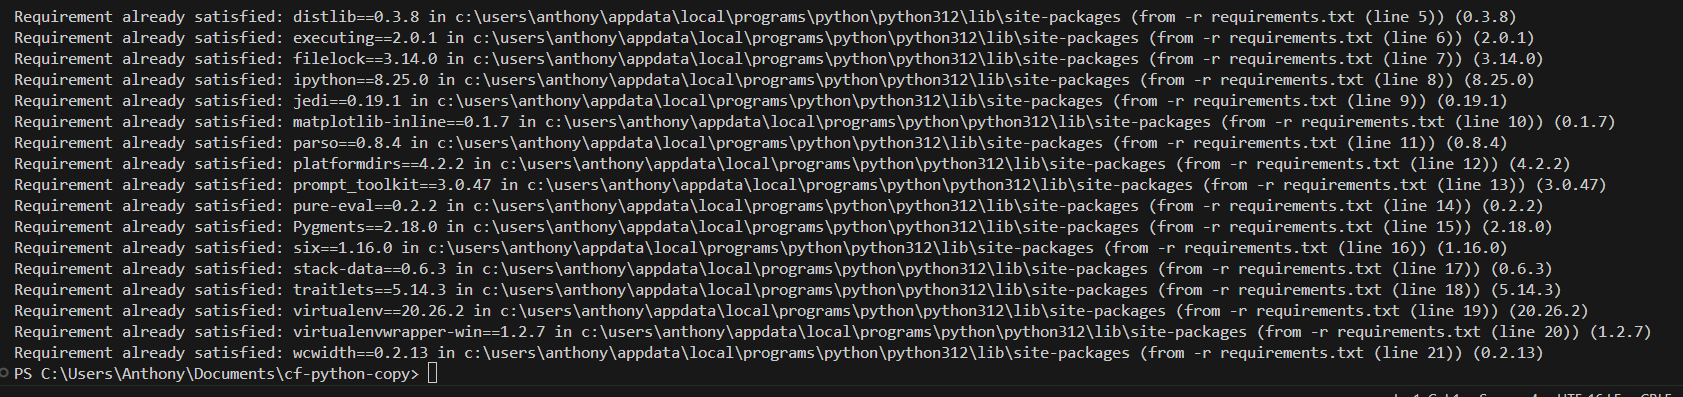 Requirement already satisfied: distlib==0.3.8 in c:\users\anthony\appdata\local\programs\python\python312\lib\site-packages (from -r requirements.txt (line 5)) (0.3.8)
Requirement already satisfied: executing==2.0.1 in c:\users\anthony\appdata\local\programs\python\python312\lib\site-packages (from -r requirements.txt (line 6)) (2.0.1)
Requirement already satisfied: filelock==3.14.0 in c:\users\anthony\appdata\local\programs\python\python312\lib\site-packages (from -r requirements.txt (line 7)) (3.14.0)
Requirement already satisfied: ipython==8.25.0 in c:\users\anthony\appdata\local\programs\python\python312\lib\site-packages (from -r requirements.txt (line 8)) (8.25.0)
Requirement already satisfied: jedi==0.19.1 in c:\users\anthony\appdata\local\programs\python\python312\lib\site-packages (from -r requirements.txt (line 9)) (0.19.1)
Requirement already satisfied: matplotlib-inline==0.1.7 in c:\users\anthony\appdata\local\programs\python\python312\lib\site-packages (from -r requirements.txt (line 10)) (0.1.7)
Requirement already satisfied: parso==0.8.4 in c:\users\anthony\appdata\local\programs\python\python312\lib\site-packages (from -r requirements.txt (line 11)) (0.8.4)
Requirement already satisfied: platformdirs==4.2.2 in c:\users\anthony\appdata\local\programs\python\python312\lib\site-packages (from -r requirements.txt (line 12)) (4.2.2)
Requirement already satisfied: prompt_toolkit==3.0.47 in c:\users\anthony\appdata\local\programs\python\python312\lib\site-packages (from -r requirements.txt (line 13)) (3.0.47)
Requirement already satisfied: pure-eval==0.2.2 in c:\users\anthony\appdata\local\programs\python\python312\lib\site-packages (from -r requirements.txt (line 14)) (0.2.2)
Requirement already satisfied: Pygments==2.18.0 in c:\users\anthony\appdata\local\programs\python\python312\lib\site-packages (from -r requirements.txt (line 15)) (2.18.0)
Requirement already satisfied: six==1.16.0 in c:\users\anthony\appdata\local\programs\python\python312\lib\site-packages (from -r requirements.txt (line 16)) (1.16.0)
Requirement already satisfied: stack-data==0.6.3 in c:\users\anthony\appdata\local\programs\python\python312\lib\site-packages (from -r requirements.txt (line 17)) (0.6.3)
Requirement already satisfied: traitlets==5.14.3 in c:\users\anthony\appdata\local\programs\python\python312\lib\site-packages (from -r requirements.txt (line 18)) (5.14.3)
Requirement already satisfied: virtualenv==20.26.2 in c:\users\anthony\appdata\local\programs\python\python312\lib\site-packages (from -r requirements.txt (line 19)) (20.26.2)
Requirement already satisfied: virtualenvwrapper-win==1.2.7 in c:\users\anthony\appdata\local\programs\python\python312\lib\site-packages (from -r requirements.txt (line 20)) (1.2.7)
Requirement already satisfied: wcwidth==0.2.13 in c:\users\anthony\appdata\local\programs\python\python312\lib\site-packages (from -r requirements.txt (line 21)) (0.2.13)
PS C:\Users\Anthony\Documents\cf-python-copy>